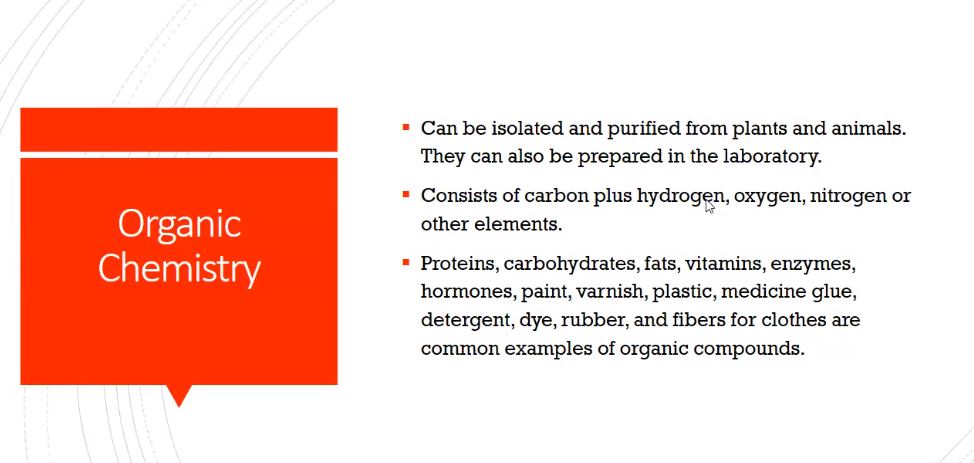 Organic
Chemistry
Can be isolated and purified from plants and animals.
They can also be prepared in the laboratory.
Consists of carbon plus hydrogen, oxygen, nitrogen or
other elements.
Proteins, carbohydrates, fats, vitamins, enzymes,
hormones, paint, varnish, plastic, medicine glue,
detergent, dye, rubber, and fibers for clothes are
common examples of organic compounds.